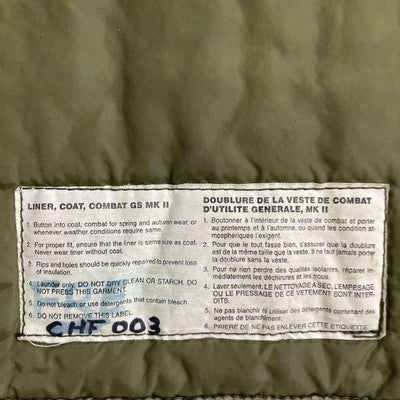 LINER, COAT, COMBAT GS MK II
1. Button into coat, combat for spring and autumn wear, or
whenever weather conditions require same.
2. For proper fit, ensure that the liner is same size as coat.
Never wear liner without coat.
3. Rips and holes should be quickly repaired to prevent loss
of insulation.
4. Launder only, DO NOT DRY CLEAN OR STARCH. DO
NOT PRESS THIS GARMENT.
5. Do not bleach or use detergents that contain bleach.
6. DO NOT REMOVE THIS LABEL.
CHF 003
DOUBLURE DE LA VESTE DE COMBAT
D'UTILITE GENERALE, MK II
1. Boutonner à l'intérieur de la veste de combat et porter
au printemps et à l'automne, ou quand les condition at-
mosphériques l'exigent.
2. Pour que le tout fasse bien, s'assurer que la doublure
est de la même taille que la veste. Il ne faut jamais porter
la doublure sans la veste.
3. Pour ne rien perdre des qualités isolantes, réparer im-
médiatement les déchirures et les trous.
4. Laver seulement. LE NETTOYAGE A SEC, L'EMPESAGE
OU LE PRESSAGE DE CE VETEMENT SONT INTER-
DITS.
5. Ne pas blanchir ni utiliser des détergents contenant des
agents de blanchiment.
6. PRIERE DE NE PAS ENLEVER CETTE ETIQUETTE.